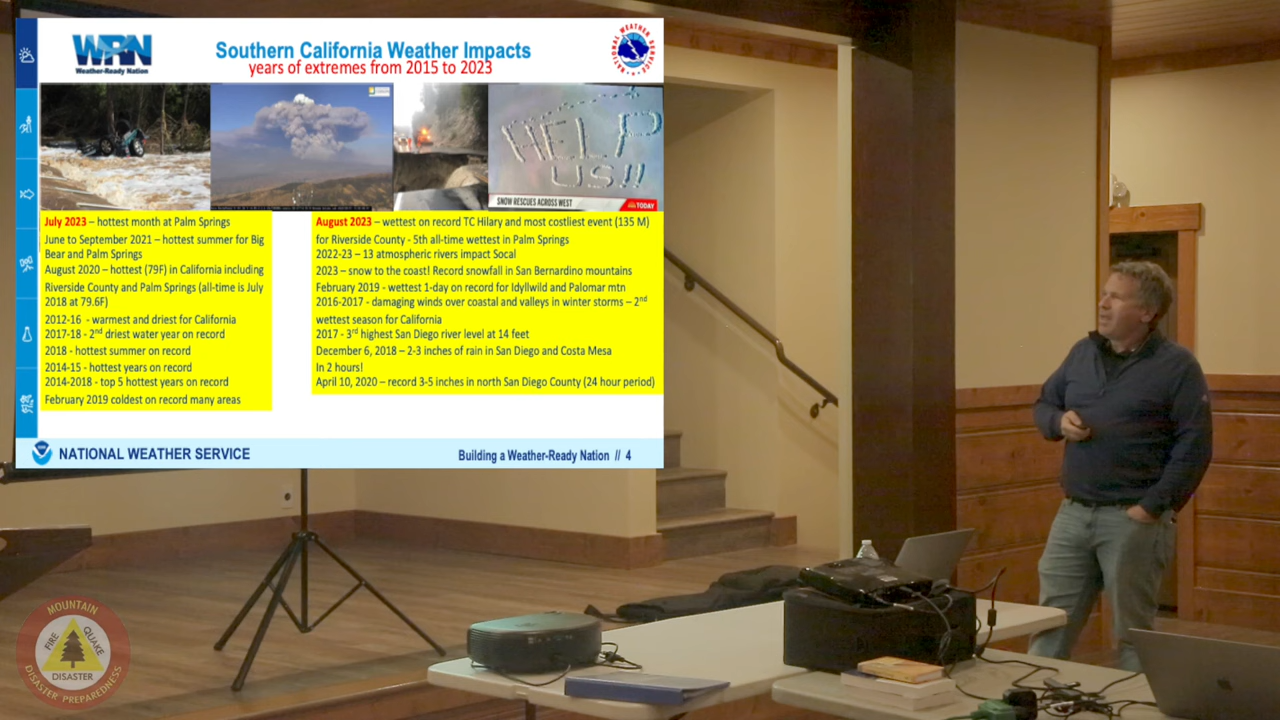 WRN
Weather-Ready Nation
Southern California Weather Impacts
years of extremes from 2015 to 2023
NATIONAL WEATHER SERVICE
HELP
US!!
SNOW RESCUES ACROSS WEST
TODAY
July 2023 – hottest month at Palm Springs
June to September 2021 – hottest summer for Big
Bear and Palm Springs
August 2020 – hottest (79F) in California including
Riverside County and Palm Springs (all-time is July
2018 at 79.6F)
2012-16 - warmest and driest for California
2017-18 - 2nd driest water year on record
2018 - hottest summer on record
2014-15 - hottest years on record
2014-2018 - top 5 hottest years on record
February 2019 coldest on record many areas
August 2023 – wettest on record TC Hilary and most costliest event (135 M)
for Riverside County - 5th all-time wettest in Palm Springs
2022-23 – 13 atmospheric rivers impact Socal
2023 – snow to the coast! Record snowfall in San Bernardino mountains
February 2019 - wettest 1-day on record for Idyllwild and Palomar mtn
2016-2017 - damaging winds over coastal and valleys in winter storms – 2nd
wettest season for California
2017 - 3rd highest San Diego river level at 14 feet
December 6, 2018 – 2-3 inches of rain in San Diego and Costa Mesa
In 2 hours!
April 10, 2020 – record 3-5 inches in north San Diego County (24 hour period)
NATIONAL WEATHER SERVICE
Building a Weather-Ready Nation // 4
MOUNTAIN
FIRE
QUAKE
DISASTER
DISASTER PREPAREDNESS